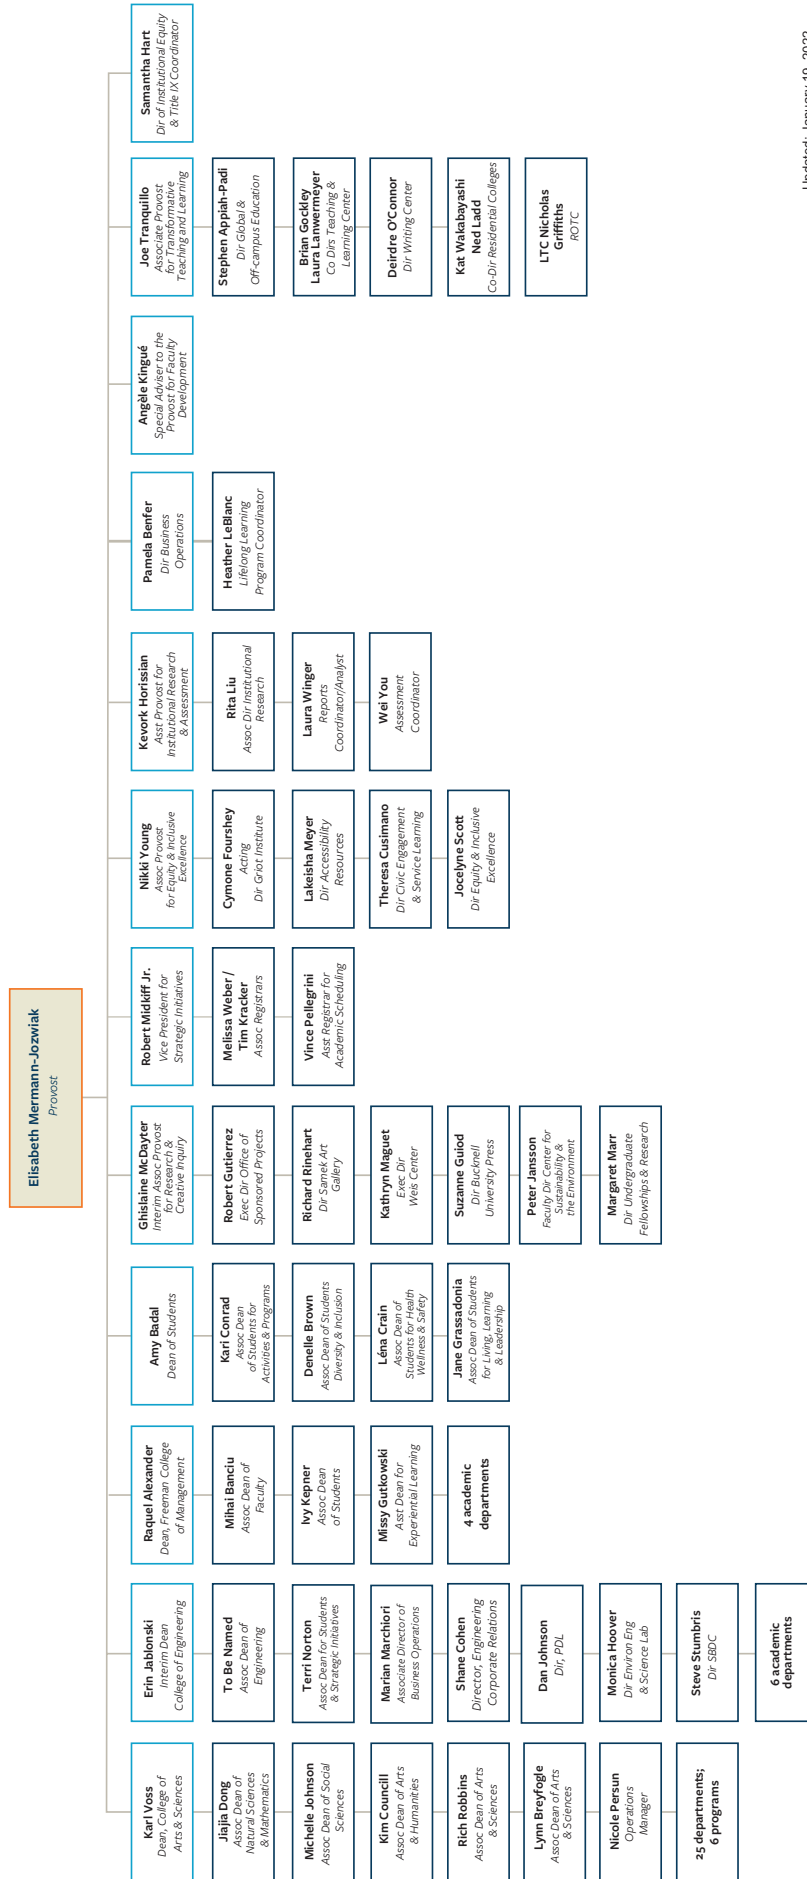 Elisabeth Mermann-Jozwiak
Provost
Karl Voss
Dean, College of
Arts & Sciences
Jiajia Dong
Assoc Dean of
Natural Sciences
& Mathematics
Michelle Johnson
Assoc Dean of Social
Sciences
Kim Councill
Assoc Dean of Arts
& Humanities
Rich Robbins
Assoc Dean of Arts
& Sciences
Lynn Breyfogle
Assoc Dean of Arts
& Sciences
Nicole Persun
Operations
Manager
25 departments;
6 programs
Erin Jablonski
Interim Dean
College of Engineering
To Be Named
Assoc Dean of
Engineering
Terri Norton
Assoc Dean for Students
& Strategic Initiatives
Marian Marchiori
Associate Director of
Business Operations
Shane Cohen
Director, Engineering
Corporate Relations
Dan Johnson
Dir, PDL
Monica Hoover
Dir Environ Eng
& Science Lab
Steve Stumbris
Dir SBDC
6 academic
departments
Raquel Alexander
Dean, Freeman College
of Management
Mihai Banciu
Assoc Dean of
Faculty
Ivy Kepner
Assoc Dean
of Students
Missy Gutkowski
Asst Dean for
Experiential Learning
4 academic
departments
Amy Badal
Dean of Students
Kari Conrad
Assoc Dean
of Students for
Activities & Programs
Denelle Brown
Assoc Dean of Students
Diversity & Inclusion
Léna Crain
Assoc Dean of
Students for Health
Wellness & Safety
Jane Grassadonia
Assoc Dean of Students
for Living, Learning
& Leadership
Ghislaine McDayter
Interim Assoc Provost
for Research &
Creative Inquiry
Robert Gutierrez
Exec Dir Office of
Sponsored Projects
Richard Rinehart
Dir Samek Art
Gallery
Kathryn Maguet
Exec Dir
Weis Center
Suzanne Guiod
Dir Bucknell
University Press
Peter Jansson
Faculty Dir Center for
Sustainability &
the Environment
Margaret Marr
Dir Undergraduate
Fellowships & Research
Robert Midkiff Jr.
Vice President for
Strategic Initiatives
Melissa Weber /
Tim Kracker
Assoc Registrars
Vince Pellegrini
Asst Registrar for
Academic Scheduling
Nikki Young
Assoc Provost
for Equity & Inclusive
Excellence
Cymone Fourshey
Acting
Dir Griot Institute
Lakeisha Meyer
Dir Accessibility
Resources
Theresa Cusimano
Dir Civic Engagement
& Service Learning
Jocelyne Scott
Dir Equity & Inclusive
Excellence
Kevork Horissian
Asst Provost for
Institutional Research
& Assessment
Rita Liu
Assoc Dir Institutional
Research
Laura Winger
Reports
Coordinator/Analyst
Wei You
Assessment
Coordinator
Pamela Benfer
Dir Business
Operations
Heather LeBlanc
Lifelong Learning
Program Coordinator
Angèle Kingué
Special Adviser to the
Provost for Faculty
Development
Joe Tranquillo
Associate Provost
for Transformative
Teaching and Learning
Stephen Appiah-Padi
Dir Global &
Off-campus Education
Brian Gockley
Laura Lanwermeyer
Co Dirs Teaching &
Learning Center
Deirdre O'Connor
Dir Writing Center
Kat Wakabayashi
Ned Ladd
Co-Dir Residential Colleges
LTC Nicholas
Griffiths
ROTC
Samantha Hart
Dir of Institutional Equity
& Title IX Coordinator